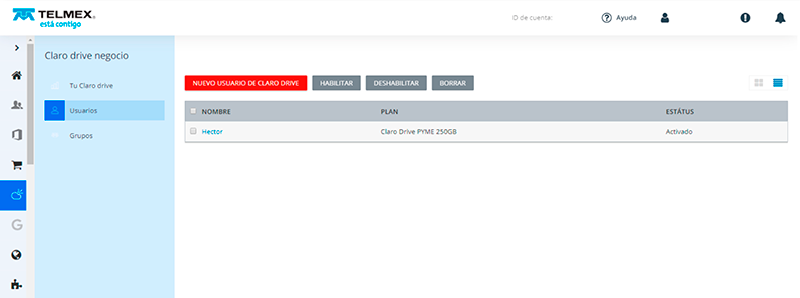 TELMEX®
está contigo
ID de cuenta:
Ayuda
Claro drive negocio
Tu Claro drive
Usuarios
Grupos
NUEVO USUARIO DE CLARO DRIVE HABILITAR DESHABILITAR BORRAR
NOMBRE PLAN ESTÁTUS
Hector Claro Drive PYME 250GB Activado